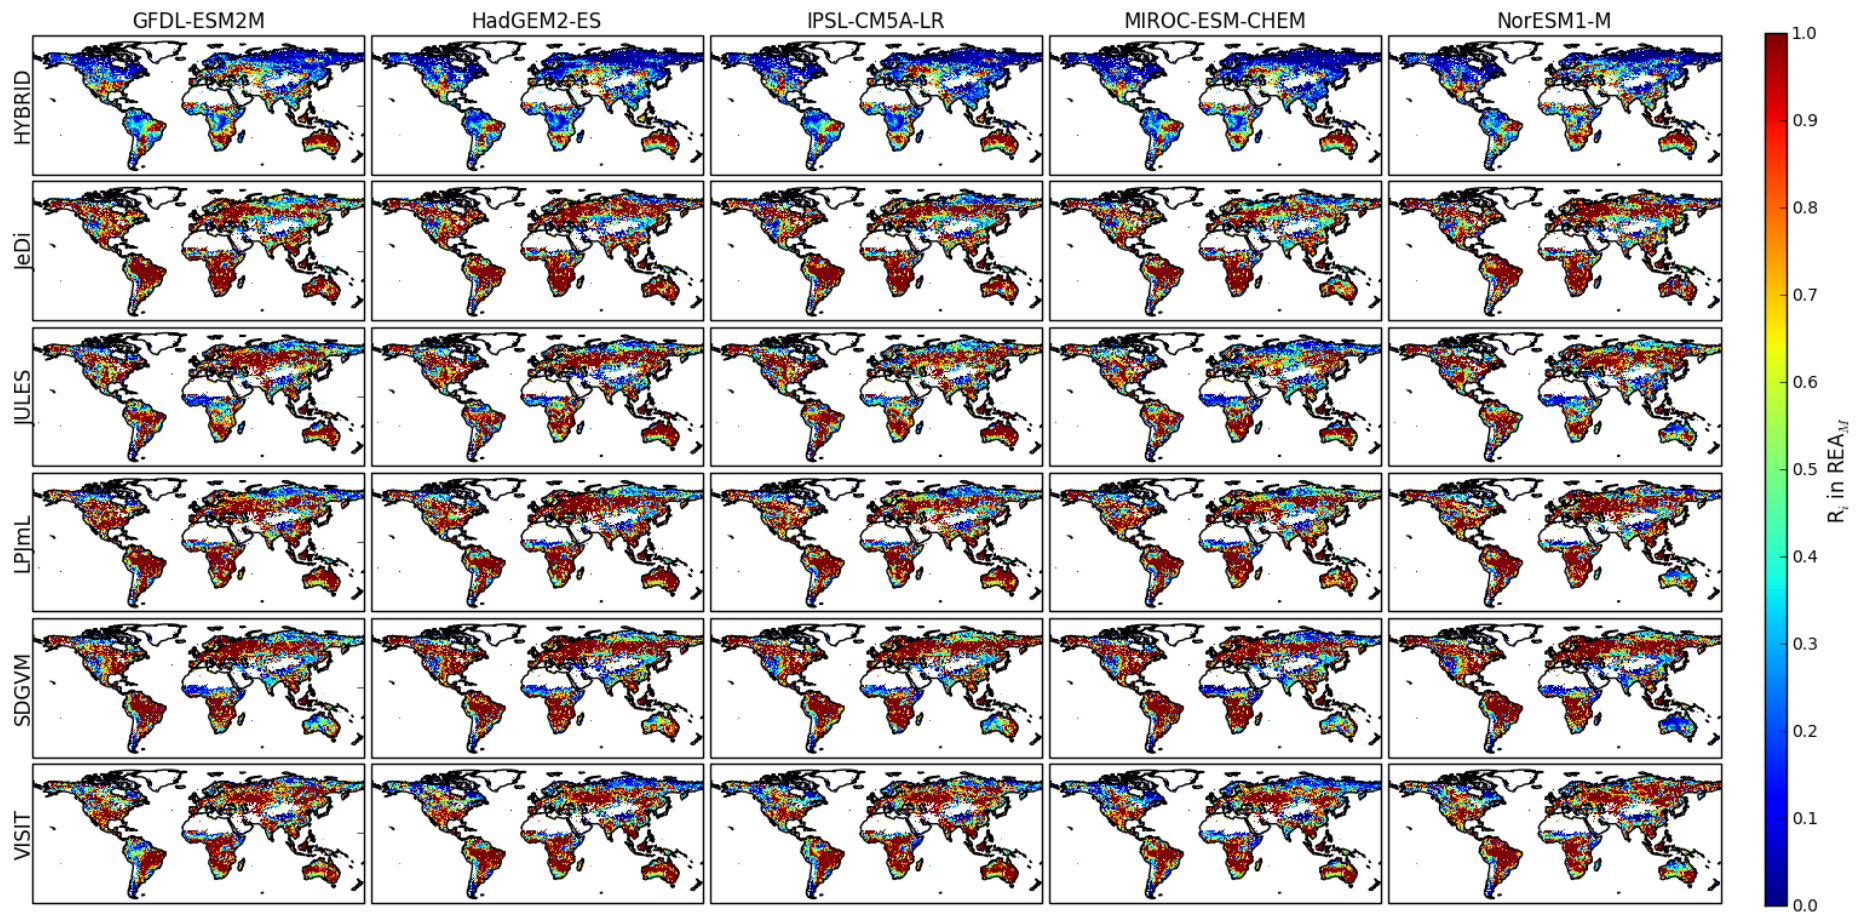 GFDL-ESM2M HadGEM2-ES IPSL-CM5A-LR MIROC-ESM-CHEM NorESM1-M
HYBRID
JeDi
JULES
LPJmL
SDGVM
VISIT
1.0
0.9
0.8
0.7
0.6
0.5
0.4
0.3
0.2
0.1
0.0
R_i in REA_M